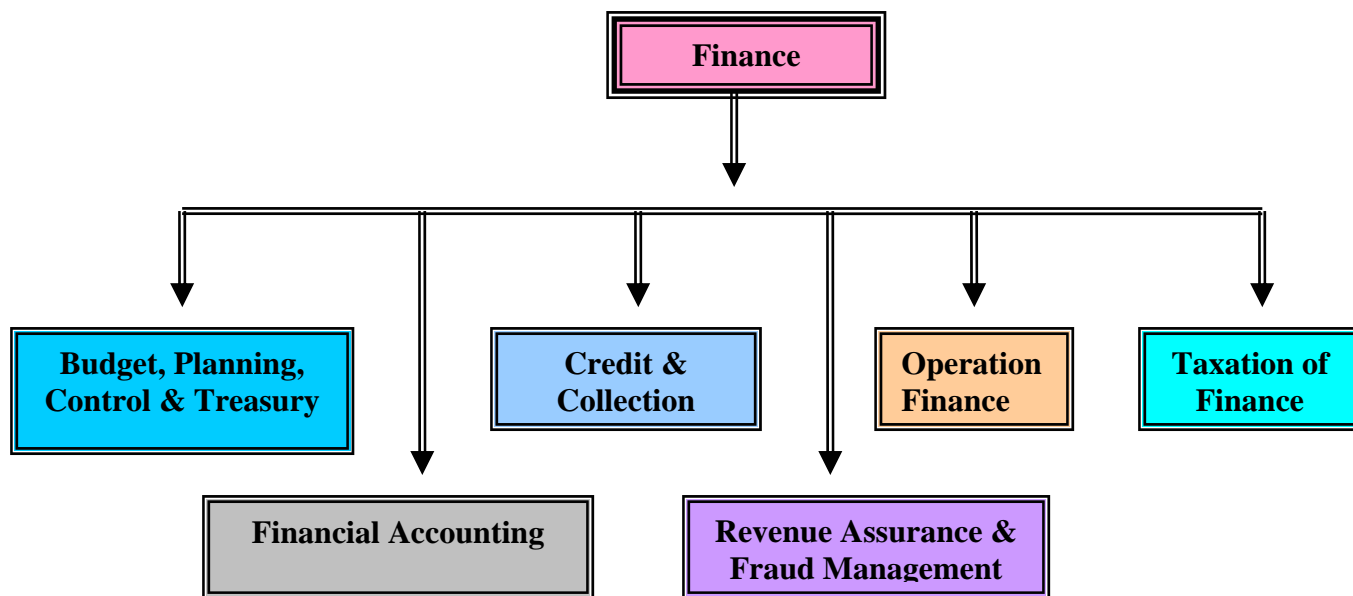 Finance
Budget, Planning,
Control & Treasury
Credit &
Collection
Operation
Finance
Taxation of
Finance
Financial Accounting
Revenue Assurance &
Fraud Management